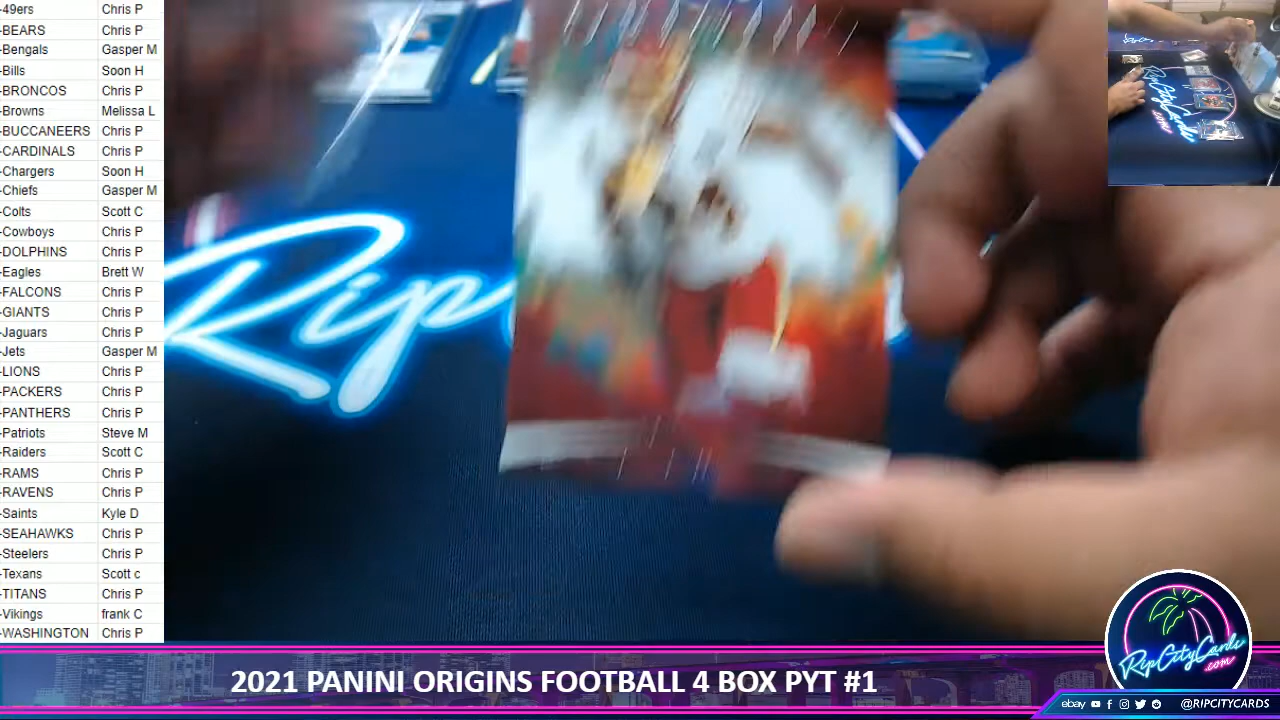 -49ers Chris P
-BEARS Chris P
-Bengals Gasper M
-Bills Soon H
-BRONCOS Chris P
-Browns Melissa L
-BUCCANEERS Chris P
-CARDINALS Chris P
-Chargers Soon H
-Chiefs Gasper M
-Colts Scott C
-Cowboys Chris P
-DOLPHINS Chris P
-Eagles Brett W
-FALCONS Chris P
-GIANTS Chris P
-Jaguars Chris P
-Jets Gasper M
-LIONS Chris P
-PACKERS Chris P
-PANTHERS Chris P
-Patriots Steve M
-Raiders Scott C
-RAMS Chris P
-RAVENS Chris P
-Saints Kyle D
-SEAHAWKS Chris P
-Steelers Chris P
-Texans Scott c
-TITANS Chris P
-Vikings frank C
-WASHINGTON Chris P
Rip
RipCityCards
2021 PANINI ORIGINS FOOTBALL 4 BOX PYT #1
RipCityCards
.com
ebay @RIPCITYCARDS